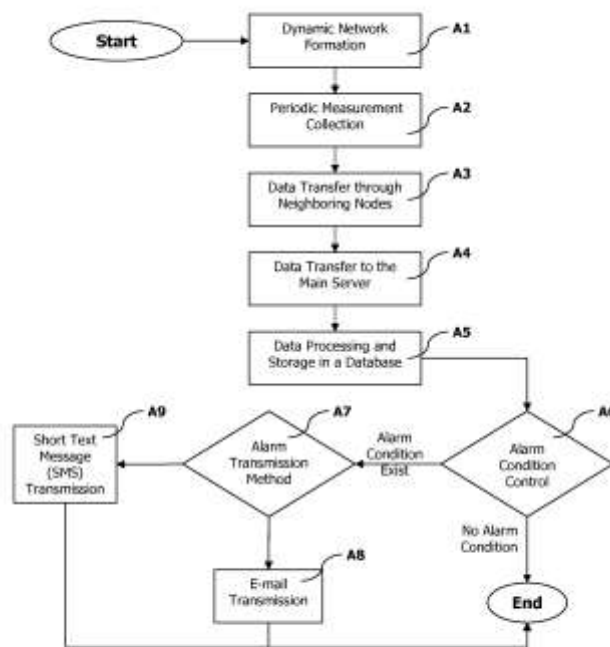 Start
Dynamic Network
Formation
A1
Periodic Measurement
Collection
A2
Data Transfer through
Neighboring Nodes
A3
Data Transfer to the
Main Server
A4
Data Processing and
Storage in a Database
A5
Alarm
Condition
Control
Alarm
Condition
Exist
A7
Alarm
Transmission
Method
A9
Short Text
Message
(SMS)
Transmission
No Alarm
Condition
A8
E-mail
Transmission
End